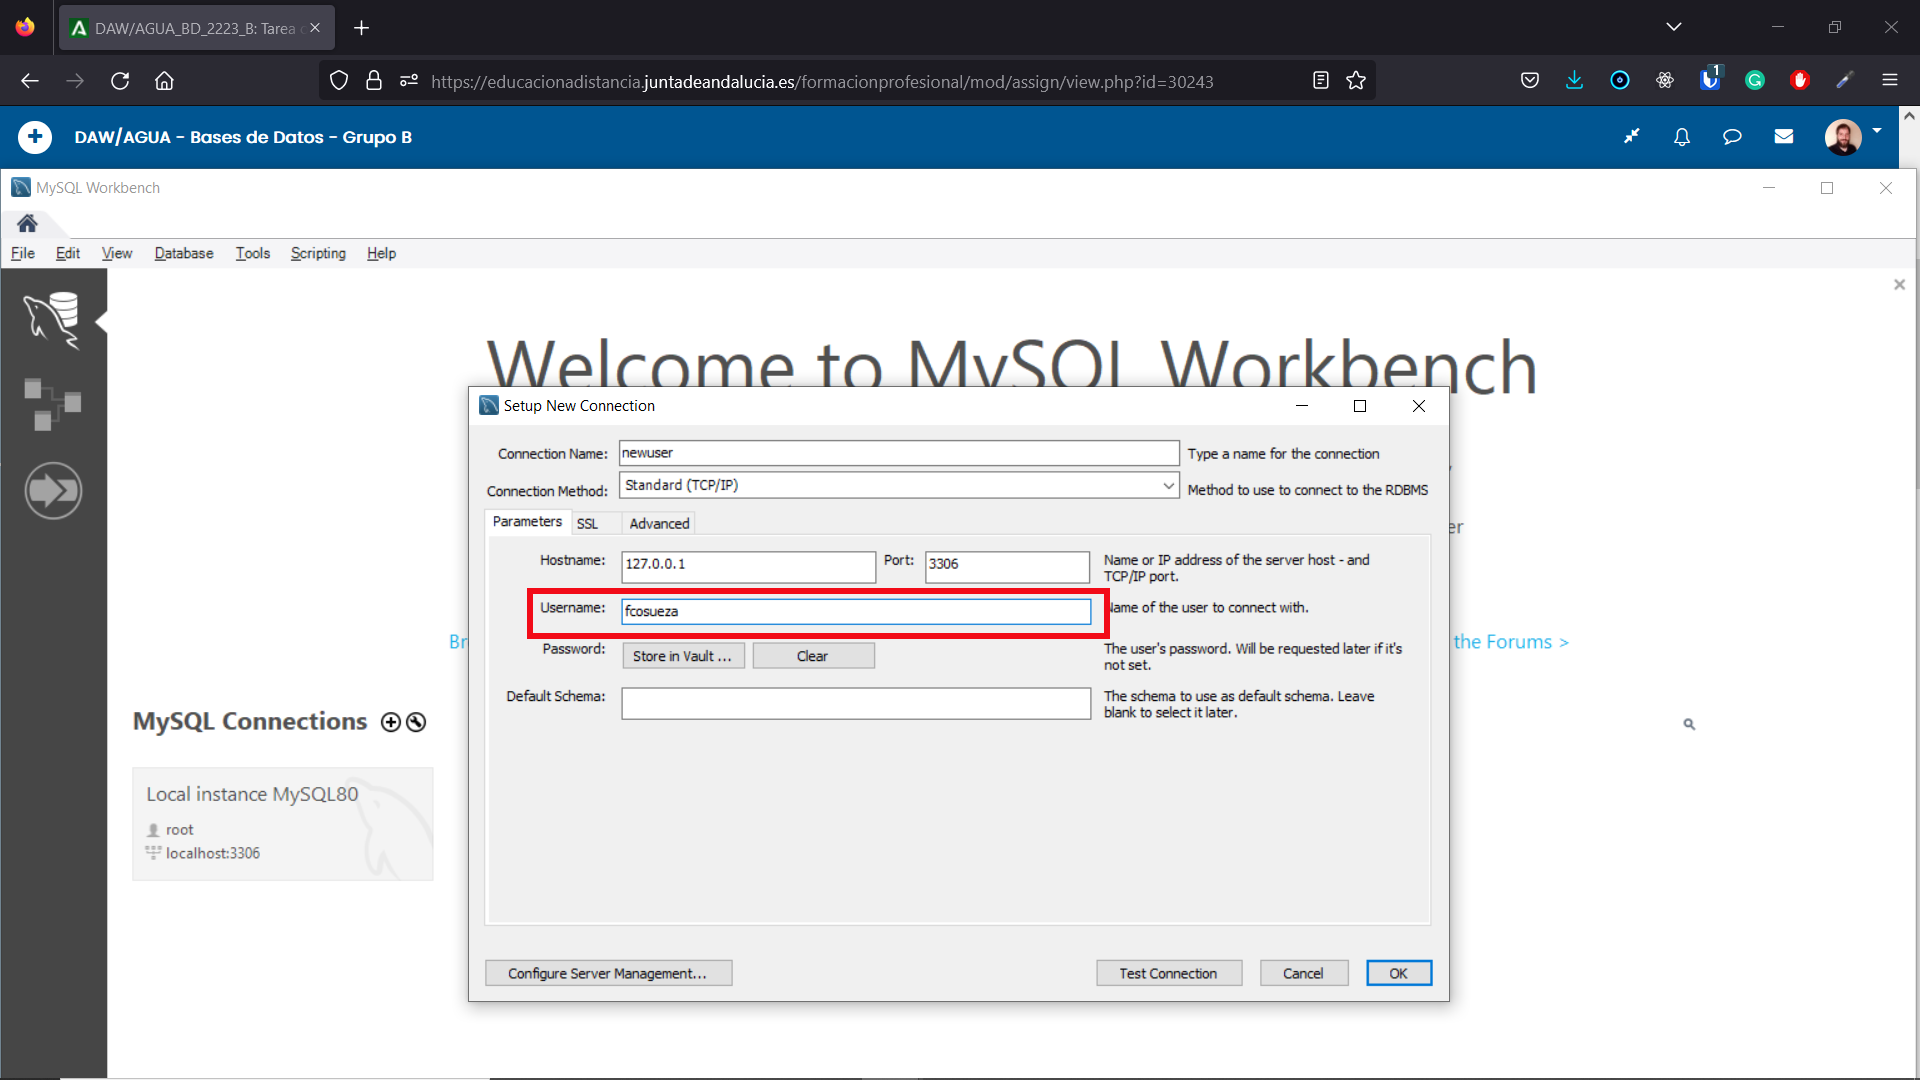 DAW/AGUA_BD_2223_B: Tarea
https://educacionadistancia.juntadeandalucia.es/formacionprofesional/mod/assign/view.php?id=30243
1
DAW/AGUA - Bases de Datos - Grupo B
MySQL Workbench
File Edit View Database Tools Scripting Help
Welcome to MySQL Workbench
Setup New Connection
Connection Name: newuser Type a name for the connection
Connection Method: Standard (TCP/IP) Method to use to connect to the RDBMS
Parameters SSL Advanced
Hostname: 127.0.0.1 Port: 3306 Name or IP address of the server host - and
TCP/IP port.
Username: fcosueza Name of the user to connect with.
Password: Store in Vault ... Clear The user's password. Will be requested later if it's
not set.
Default Schema: The schema to use as default schema. Leave
blank to select it later.
Configure Server Management... Test Connection Cancel OK
er
Br
the Forums >
MySQL Connections
Local instance MySQL80
root
localhost:3306